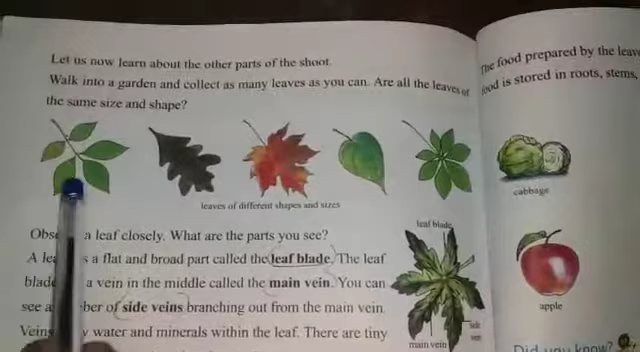 Let us now learn about the other parts of the shoot.
Walk into a garden and collect as many leaves as you can. Are all the leaves of
the same size and shape?
leaves of different shapes and sizes
a leaf closely. What are the parts you see?
A s a flat and broad part called the leaf blade. The leaf
blade a vein in the middle called the main vein. You can
see a ber of side veins branching out from the main vein.
Veins water and minerals within the leaf. There are tiny
leaf blade
side
vein
main vein
The food prepared by the leav
food is stored in roots, stems,
cabbage
apple
Did you know?